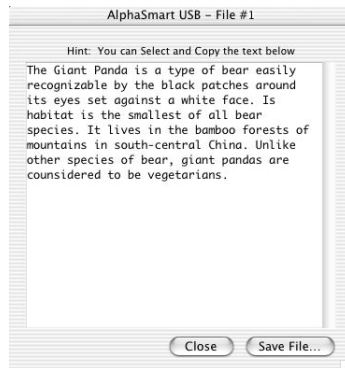 AlphaSmart USB – File #1
Hint: You can Select and Copy the text below
The Giant Panda is a type of bear easily
recognizable by the black patches around
its eyes set against a white face. Is
habitat is the smallest of all bear
species. It lives in the bamboo forests of
mountains in south-central China. Unlike
other species of bear, giant pandas are
counsidered to be vegetarians.
Close
Save File...